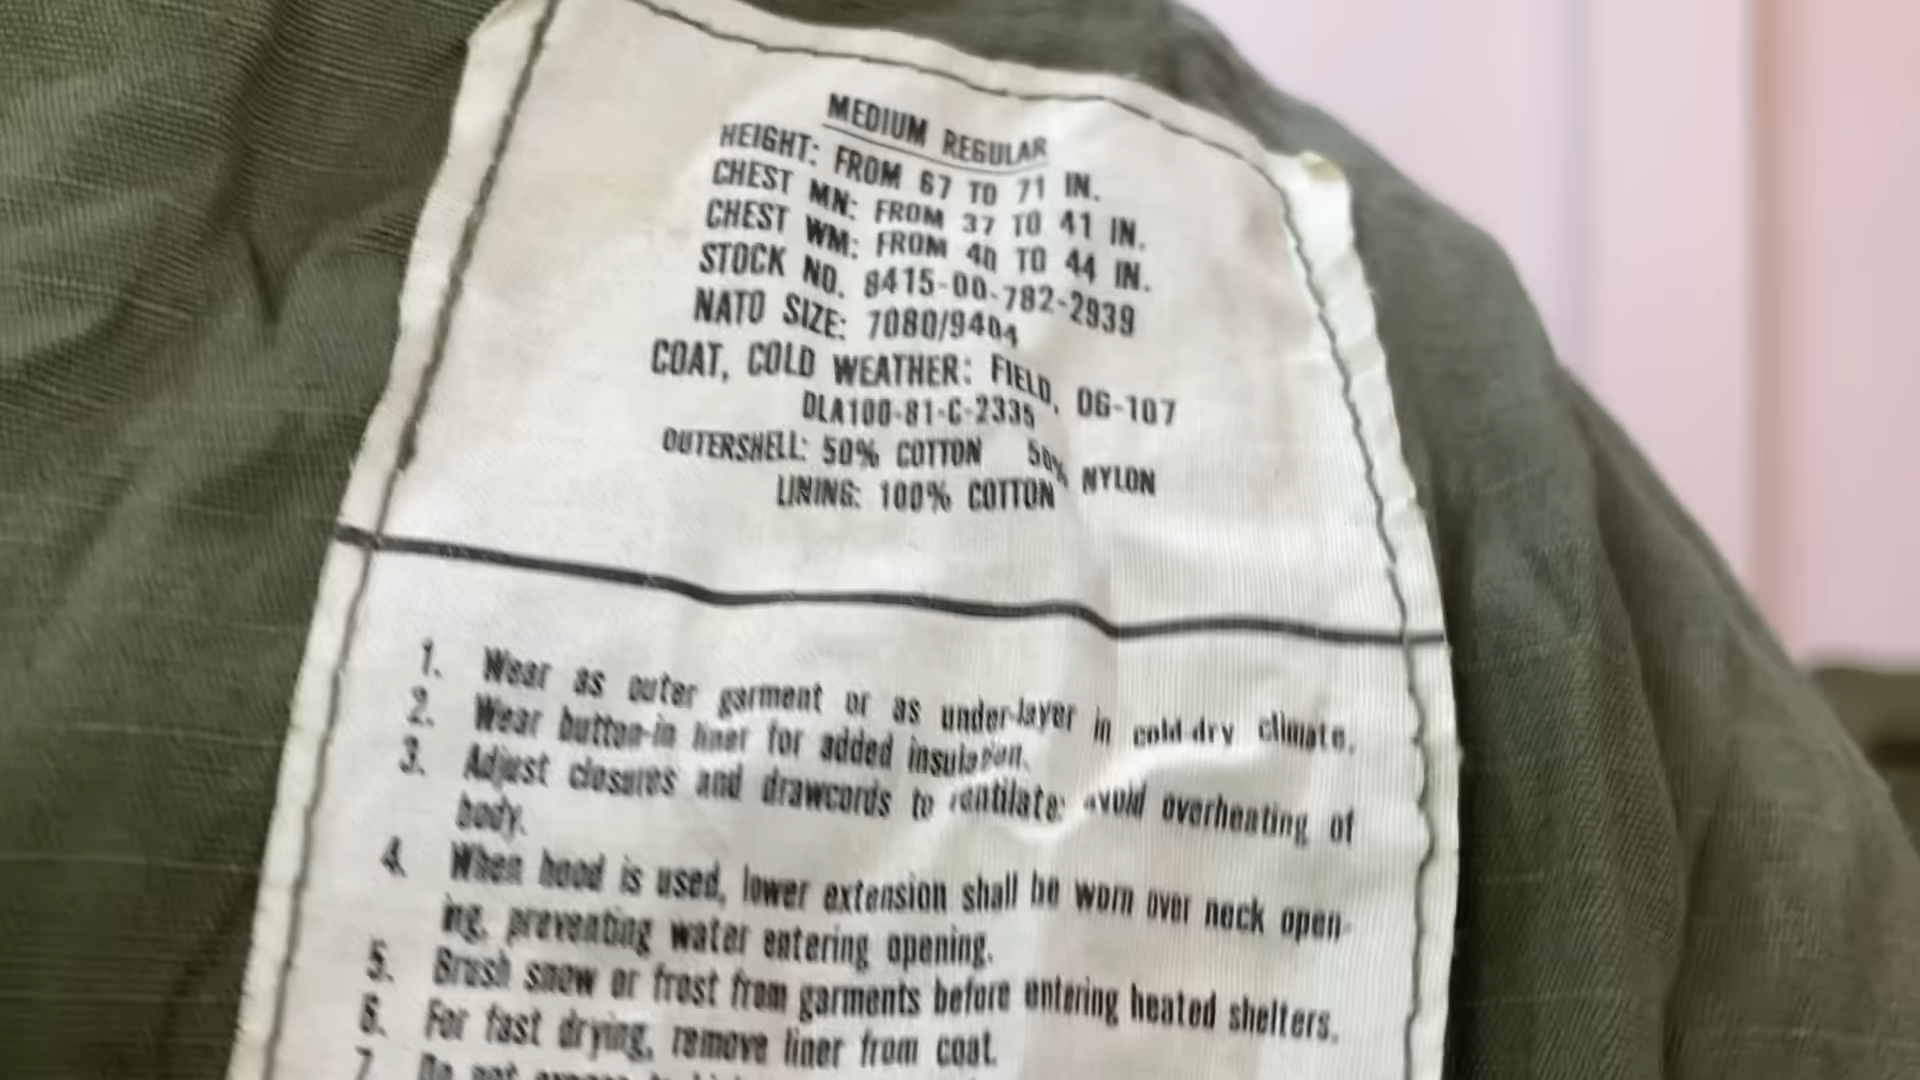 MEDIUM REGULAR
HEIGHT: FROM 67 TO 71 IN.
CHEST MN: FROM 37 TO 41 IN.
CHEST WM: FROM 40 TO 44 IN.
STOCK NO. 8415-00-782-2939
NATO SIZE: 7080/9404
COAT, COLD WEATHER: FIELD, OG-107
DLA100-81-C-2335
OUTERSHELL: 50% COTTON 50% NYLON
LINING: 100% COTTON
1. Wear as outer garment or as under-layer in cold-dry climate.
2. Wear button-in liner for added insulation.
3. Adjust closures and drawcords to ventilate; avoid overheating of
body.
4. When hood is used, lower extension shall be worn over neck open-
ing, preventing water entering opening.
5. Brush snow or frost from garments before entering heated shelters.
6. For fast drying, remove liner from coat.
7. Do not expose